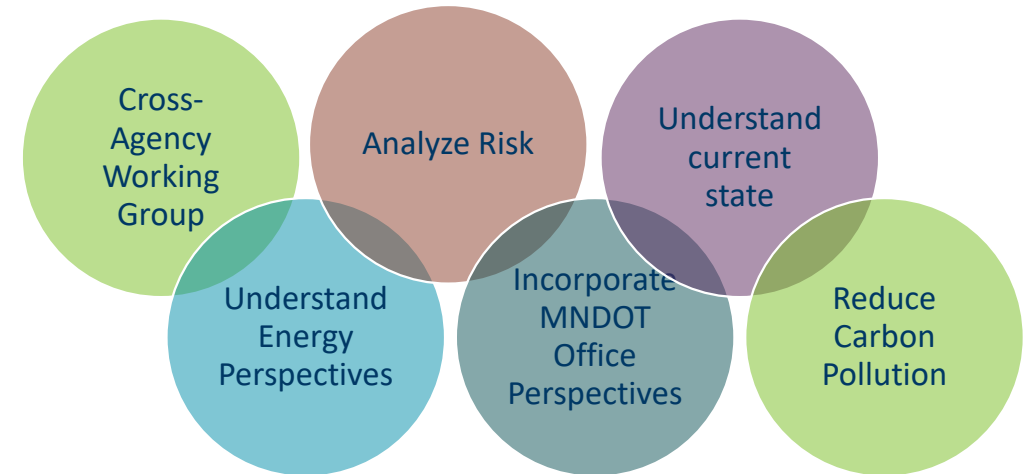 Cross-
Agency
Working
Group
Understand
Energy
Perspectives
Analyze Risk
Incorporate
MNDOT
Office
Perspectives
Understand
current
state
Reduce
Carbon
Pollution